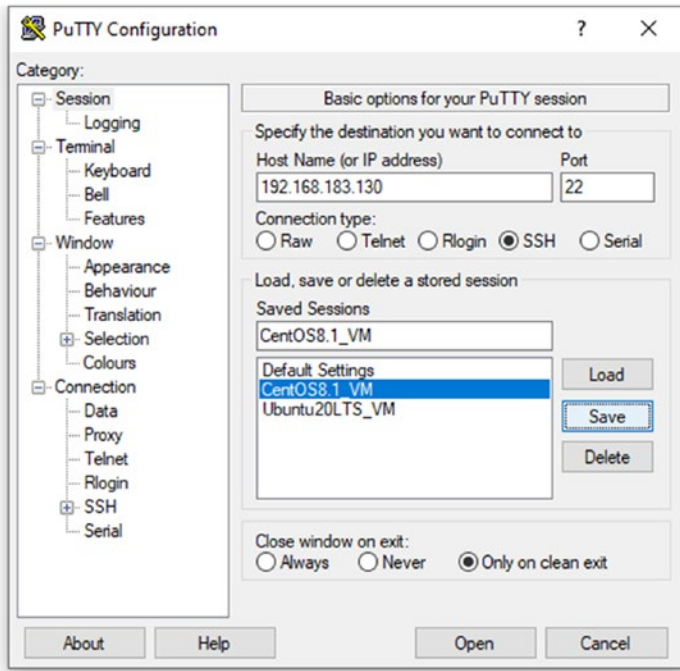 PuTTY Configuration
Category:
Session
Logging
Terminal
Keyboard
Bell
Features
Window
Appearance
Behaviour
Translation
Selection
Colours
Connection
Data
Proxy
Telnet
Rlogin
SSH
Serial
Basic options for your PuTTY session
Specify the destination you want to connect to
Host Name (or IP address) Port
192.168.183.130 22
Connection type:
Raw Telnet Rlogin SSH Serial
Load, save or delete a stored session
Saved Sessions
CentOS8.1_VM
Default Settings
CentOS8.1_VM
Ubuntu20LTS_VM
Load
Save
Delete
Close window on exit:
Always Never Only on clean exit
About Help Open Cancel